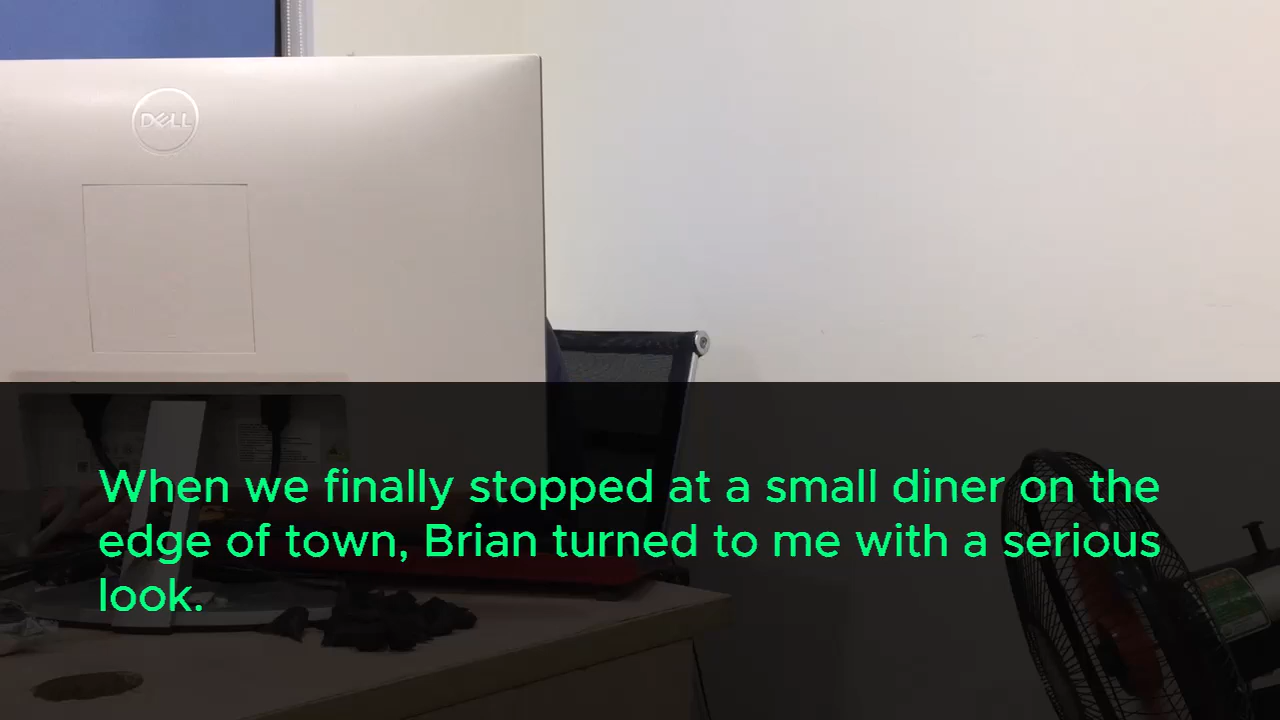 DELL
When we finally stopped at a small diner on the
edge of town, Brian turned to me with a serious
look.